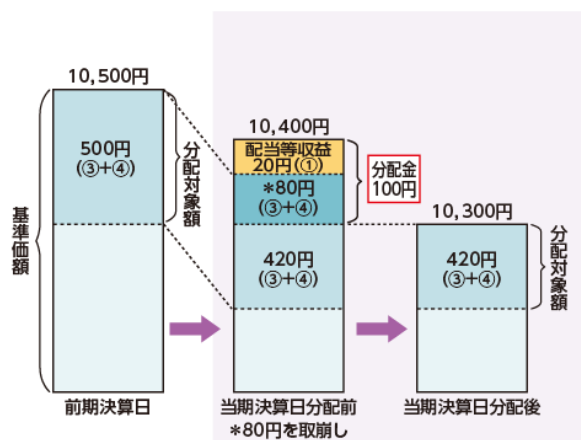 10,500円
500円
(③+④)
分配対象額
基準価額
前期決算日
10,400円
配当等収益
20円(①)
*80円
(③+④)
420円
(③+④)
分配金
100円
当期決算日分配前
*80円を取崩し
10,300円
420円
(③+④)
分配対象額
当期決算日分配後